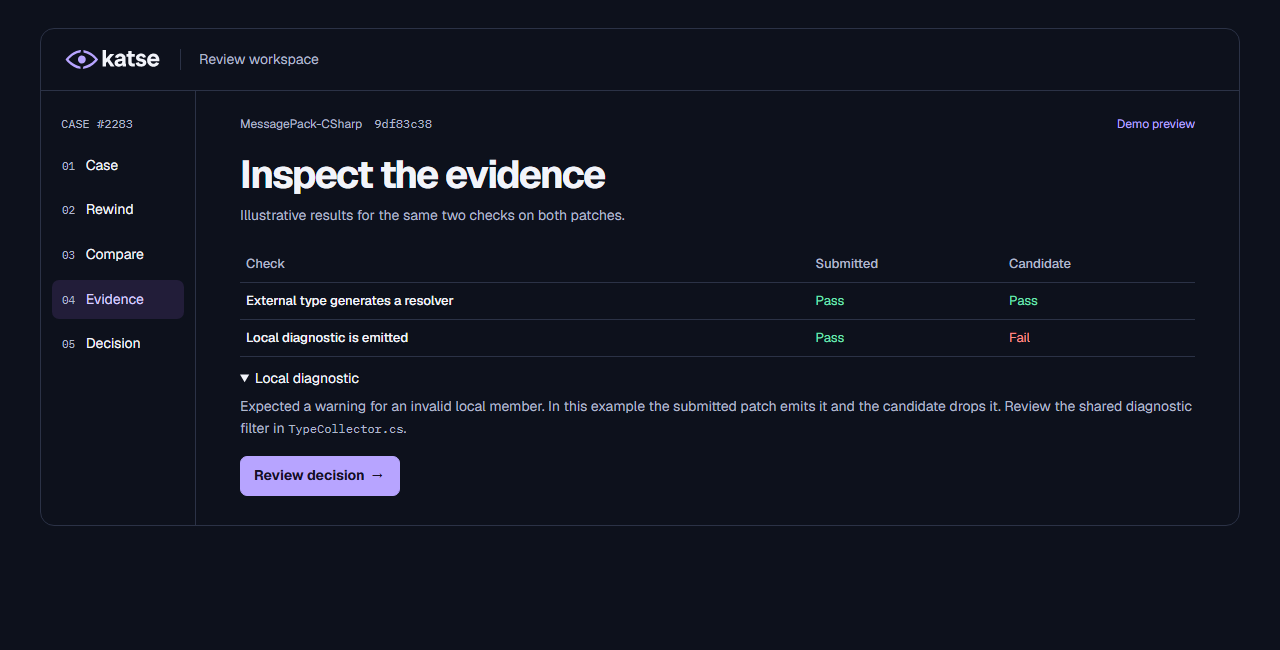 katse
Review workspace
CASE #2283
01 Case
02 Rewind
03 Compare
04 Evidence
05 Decision
MessagePack-CSharp 9df83c38
Demo preview
Inspect the evidence
Illustrative results for the same two checks on both patches.
Check Submitted Candidate
External type generates a resolver Pass Pass
Local diagnostic is emitted Pass Fail
▼ Local diagnostic
Expected a warning for an invalid local member. In this example the submitted patch emits it and the candidate drops it. Review the shared diagnostic
filter in TypeCollector.cs.
Review decision →